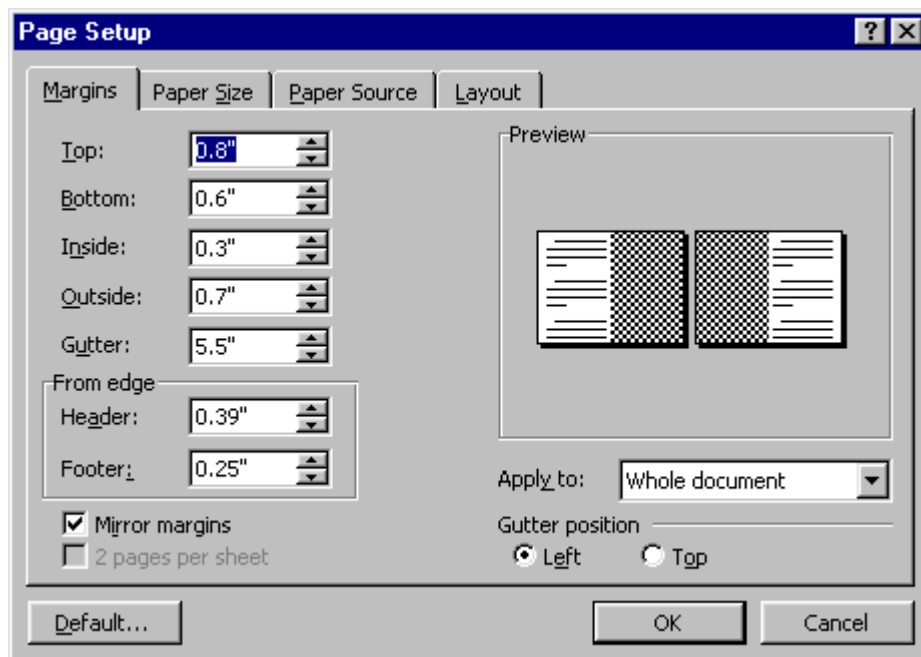 Page Setup
Margins Paper Size Paper Source Layout
Top: 0.8"
Bottom: 0.6"
Inside: 0.3"
Outside: 0.7"
Gutter: 5.5"
From edge
Header: 0.39"
Footer: 0.25"
Mirror margins
2 pages per sheet
Preview
Apply to: Whole document
Gutter position
Left Top
Default... OK Cancel